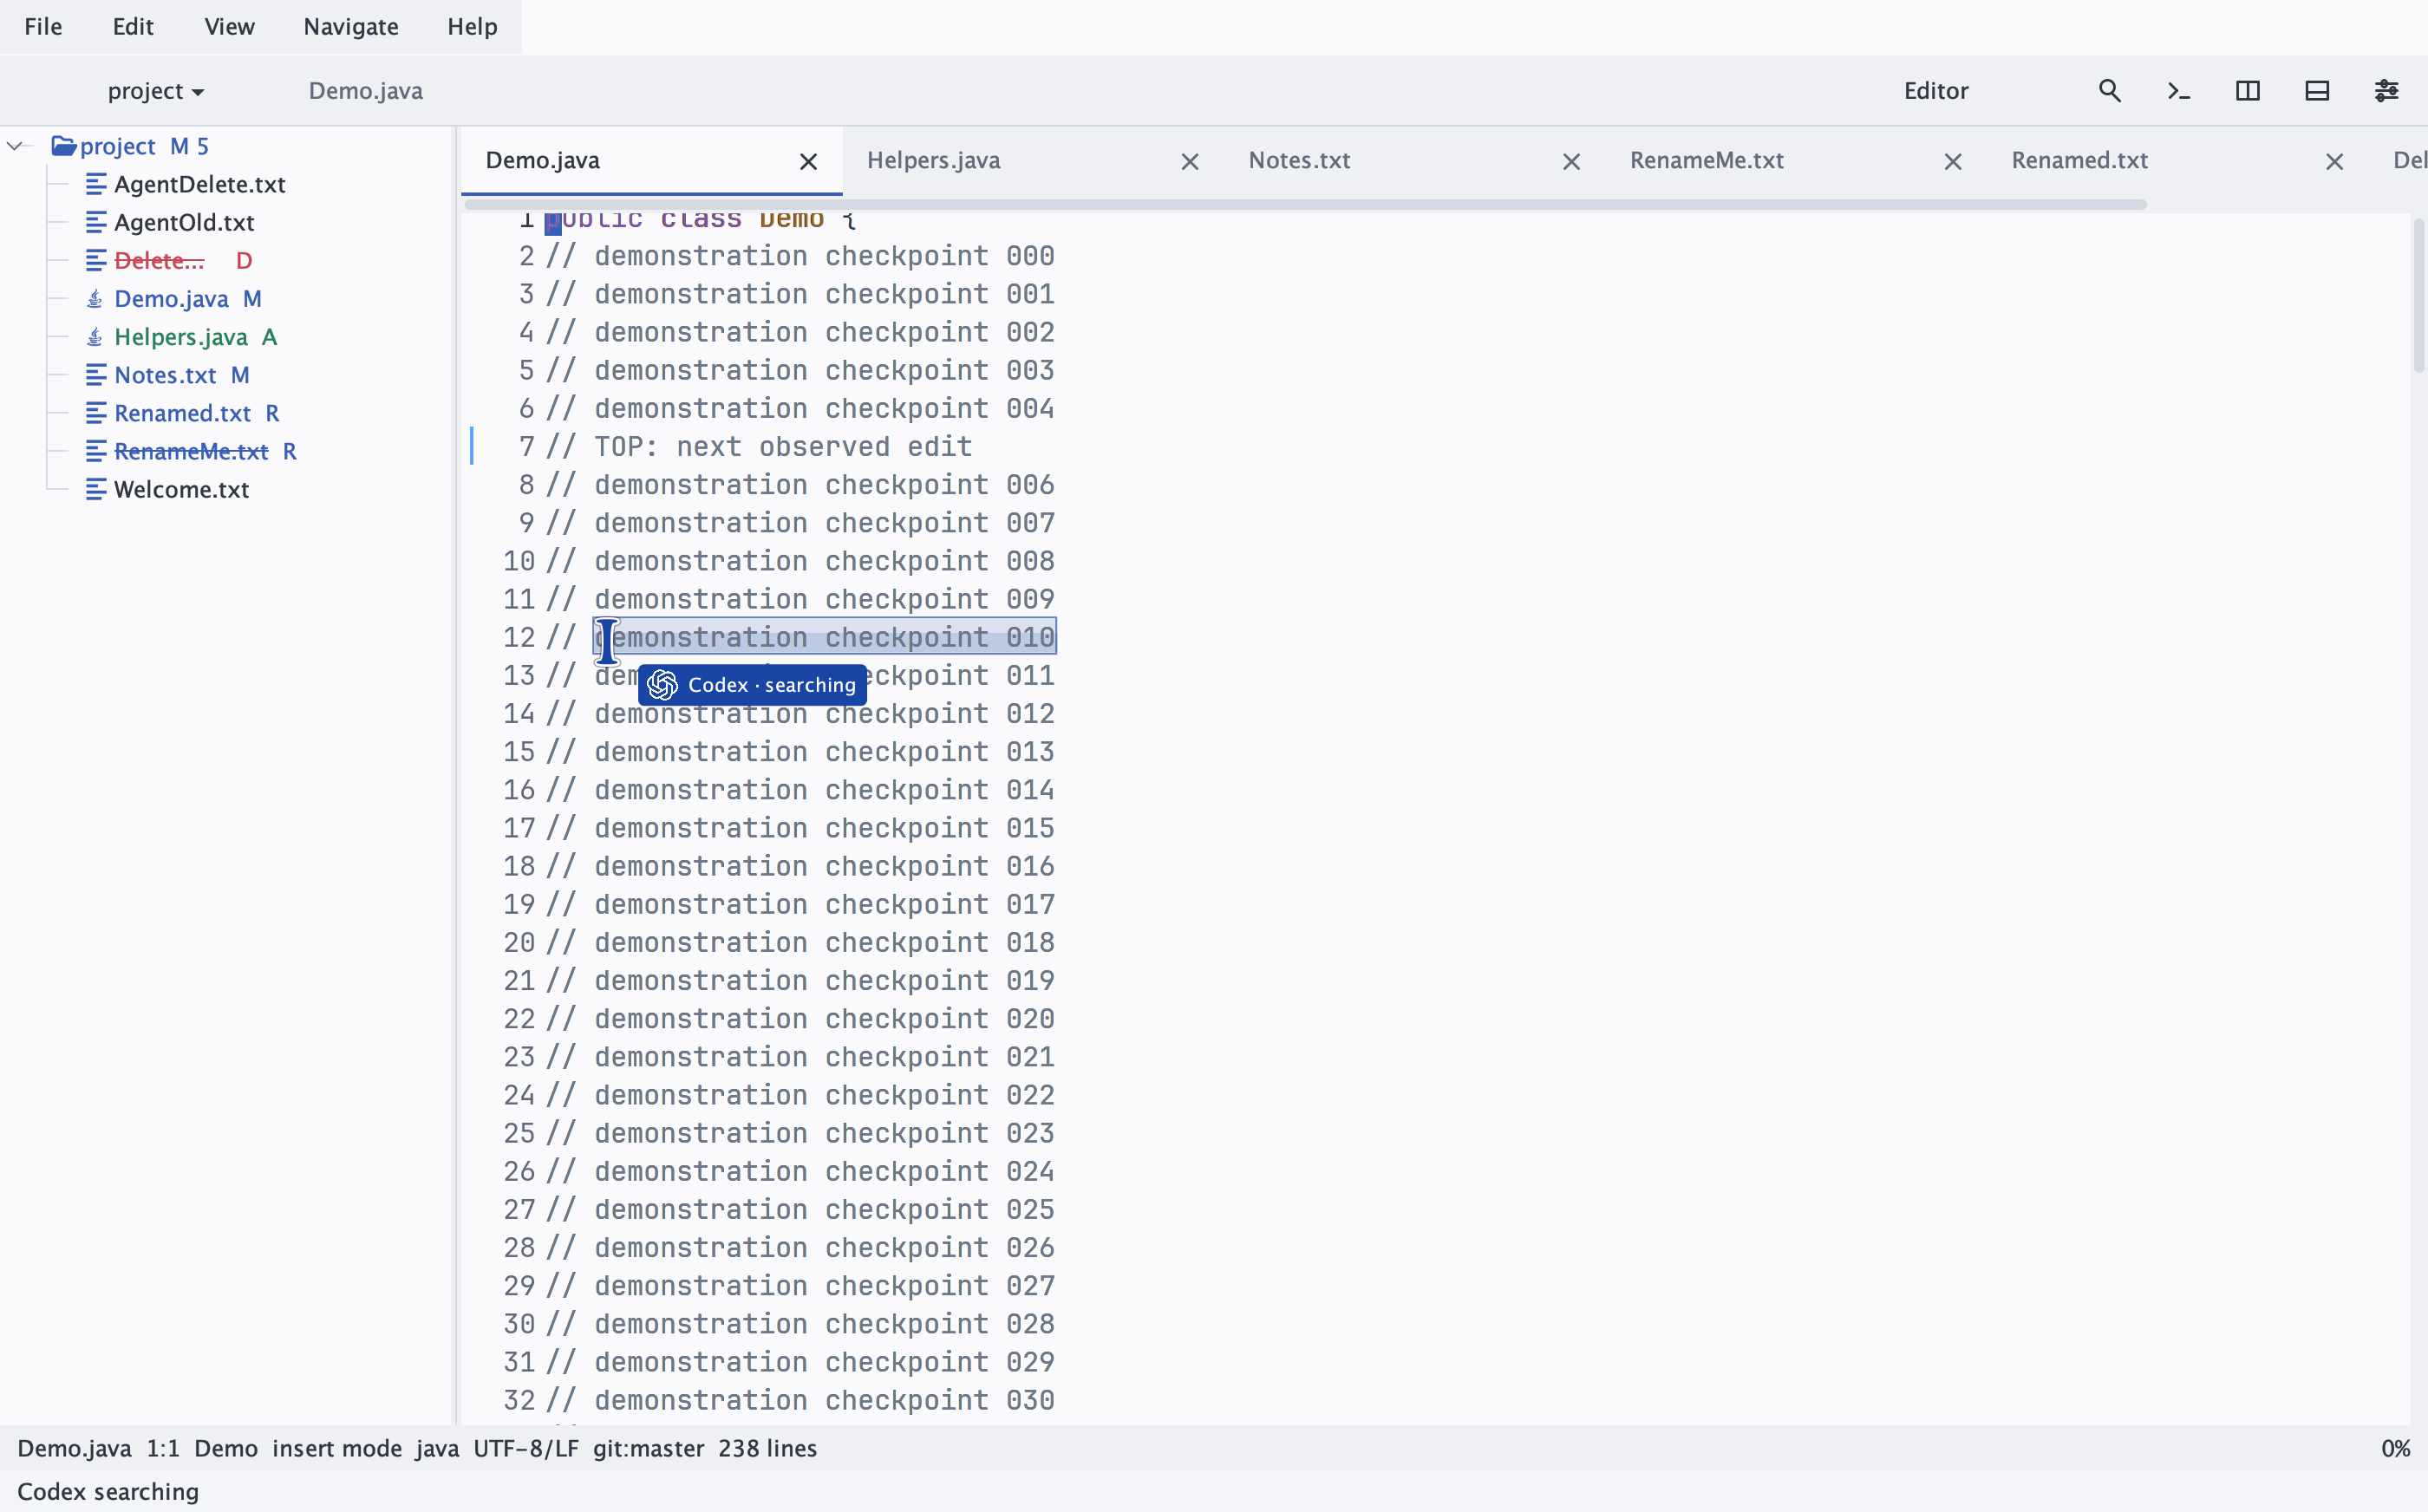 File Edit View Navigate Help
project Demo.java Editor
project M 5
AgentDelete.txt
AgentOld.txt
Delete... D
Demo.java M
Helpers.java A
Notes.txt M
Renamed.txt R
RenameMe.txt R
Welcome.txt
Demo.java Helpers.java Notes.txt RenameMe.txt Renamed.txt Del
1 public class Demo {
2 // demonstration checkpoint 000
3 // demonstration checkpoint 001
4 // demonstration checkpoint 002
5 // demonstration checkpoint 003
6 // demonstration checkpoint 004
7 // TOP: next observed edit
8 // demonstration checkpoint 006
9 // demonstration checkpoint 007
10 // demonstration checkpoint 008
11 // demonstration checkpoint 009
12 // demonstration checkpoint 010
13 // dem ckpoint 011
Codex · searching
14 // demonstration checkpoint 012
15 // demonstration checkpoint 013
16 // demonstration checkpoint 014
17 // demonstration checkpoint 015
18 // demonstration checkpoint 016
19 // demonstration checkpoint 017
20 // demonstration checkpoint 018
21 // demonstration checkpoint 019
22 // demonstration checkpoint 020
23 // demonstration checkpoint 021
24 // demonstration checkpoint 022
25 // demonstration checkpoint 023
26 // demonstration checkpoint 024
27 // demonstration checkpoint 025
28 // demonstration checkpoint 026
29 // demonstration checkpoint 027
30 // demonstration checkpoint 028
31 // demonstration checkpoint 029
32 // demonstration checkpoint 030
Demo.java 1:1 Demo insert mode java UTF-8/LF git:master 238 lines 0%
Codex searching